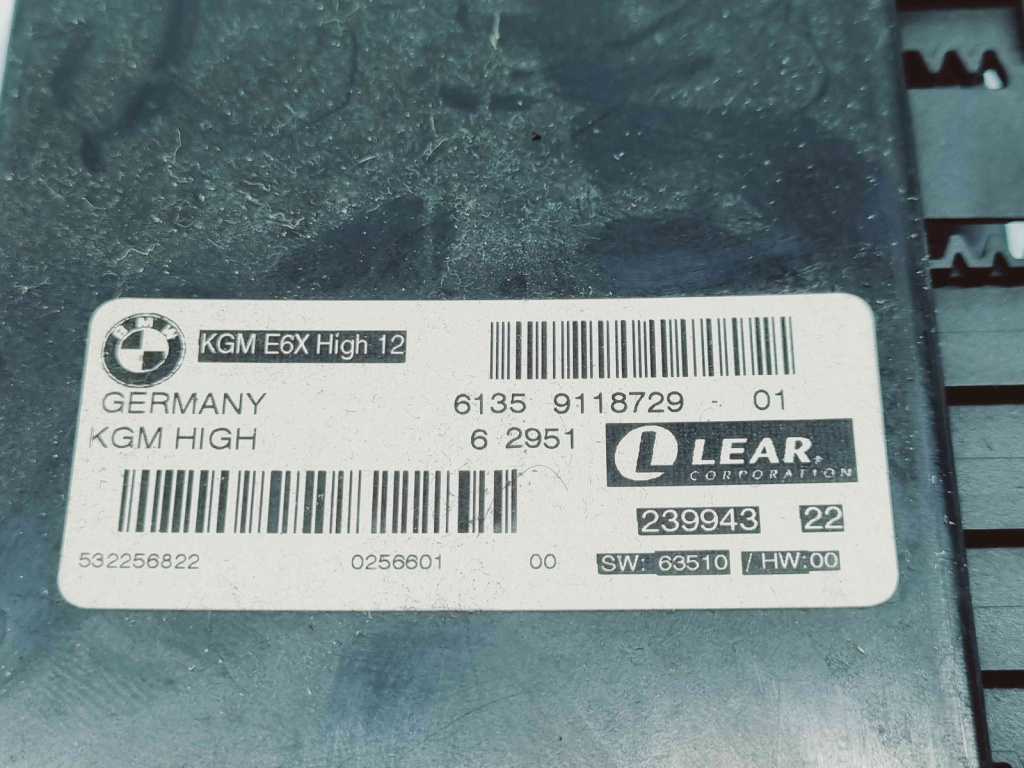 BMW KGM E6X High 12
GERMANY 6135 9118729 - 01
KGM HIGH 6 2951
LEAR
CORPORATION
239943 22
532256822 0256601 00 SW: 63510 / HW:00